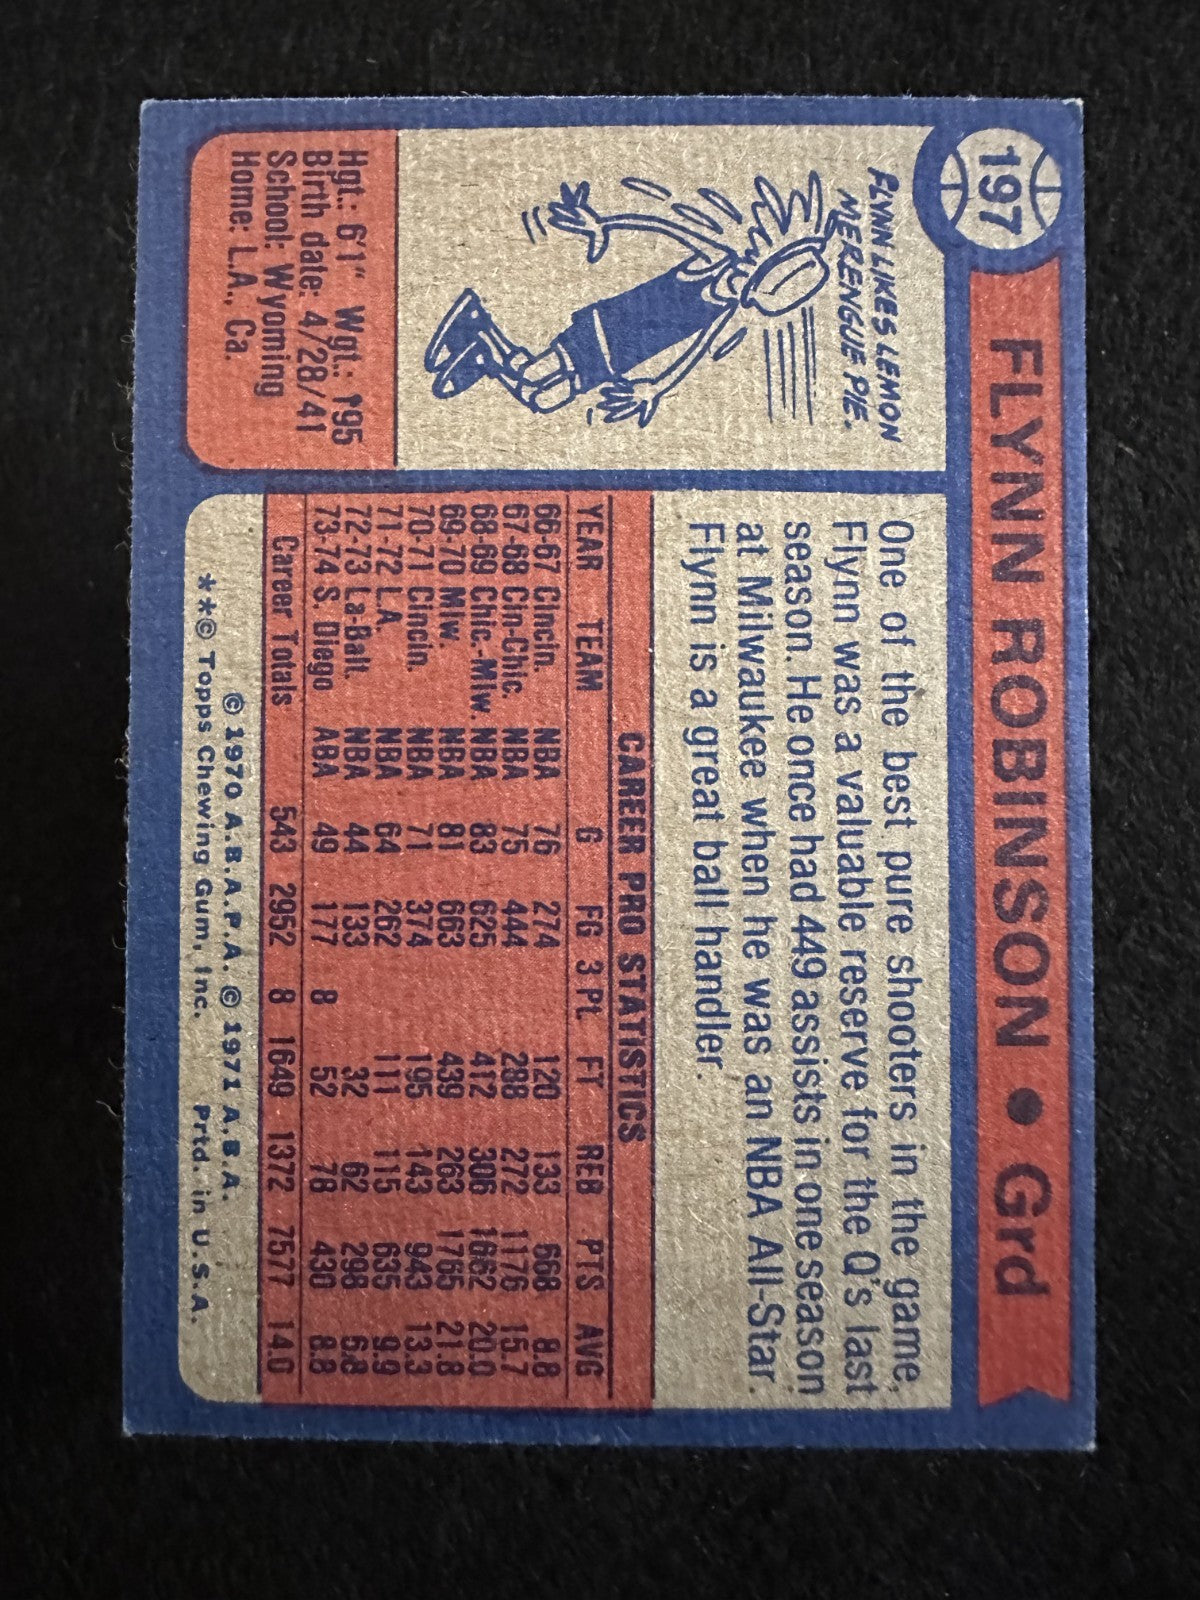 197
FLYNN ROBINSON • Grd
FLYNN LIKES LEMON
MERENGUE PIE.
Hgt.: 6'1" Wgt.: 195
Birth date: 4/28/41
School: Wyoming
Home: L.A., Ca.
One of the best pure shooters in the game,
Flynn was a valuable reserve for the Q's last
season. He once had 449 assists in one season
at Milwaukee when he was an NBA All-Star.
Flynn is a great ball handler.
CAREER PRO STATISTICS
YEAR TEAM G FG 3 PL FT REB PTS AVG
66-67 Cincin. NBA 76 274 120 133 668 8.8
67-68 Cin-Chic. NBA 75 444 288 272 1176 15.7
68-69 Chic.-Mlw. NBA 83 625 412 306 1662 20.0
69-70 Mlw. NBA 81 663 439 263 1765 21.8
70-71 Cincin. NBA 71 374 195 143 943 13.3
71-72 L.A. NBA 64 262 111 115 635 9.9
72-73 La-Balt. NBA 44 133 32 62 298 6.8
73-74 S. Diego ABA 49 177 8 52 78 430 8.8
Career Totals 543 2952 8 1649 1372 7577 14.0
© 1970 A.B.A.P.A. © 1971 A.B.A.
**© Topps Chewing Gum, Inc. Prtd. in U.S.A.